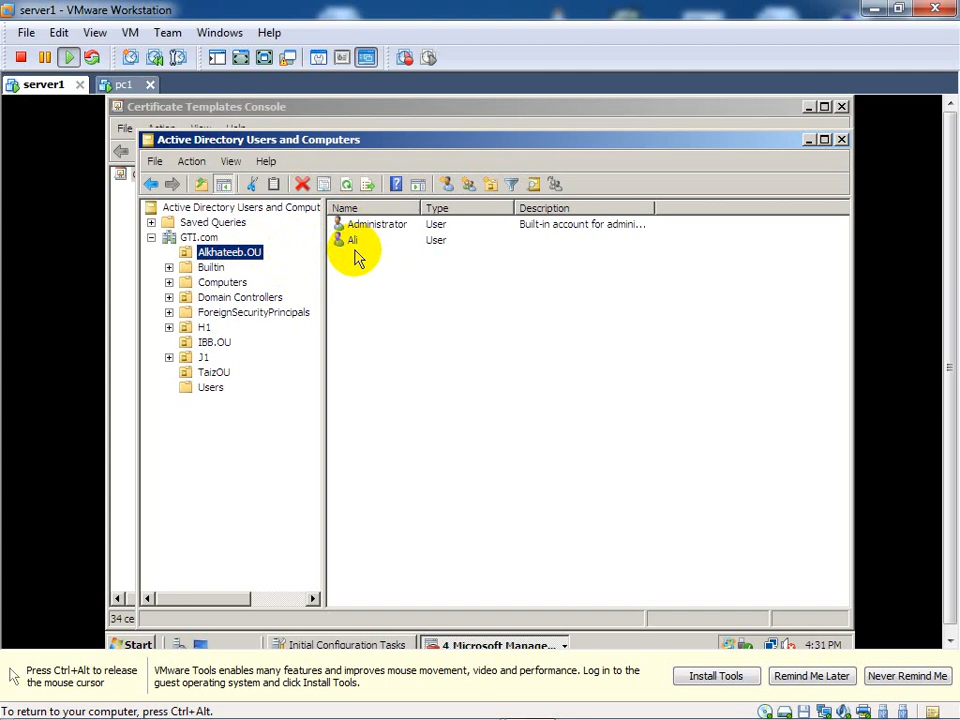 server1 - VMware Workstation
File Edit View VM Team Windows Help
server1 pc1
Certificate Templates Console
File Action View Help
Active Directory Users and Computers
File Action View Help
Active Directory Users and Comput
Saved Queries
GTI.com
Alkhateeb.OU
Builtin
Computers
Domain Controllers
ForeignSecurityPrincipals
H1
IBB.OU
J1
TaizOU
Users
Name Type Description
Administrator User Built-in account for admini...
Ali User
34 ce
Start Initial Configuration Tasks 4 Microsoft Manage... 4:31 PM
Press Ctrl+Alt to release
the mouse cursor
VMware Tools enables many features and improves mouse movement, video and performance. Log in to the
guest operating system and click Install Tools.
Install Tools Remind Me Later Never Remind Me
To return to your computer, press Ctrl+Alt.